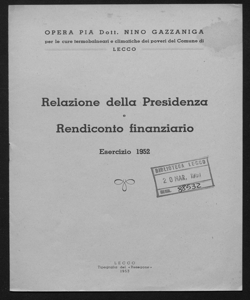 OPERA PIA Dott. NINO GAZZANIGA
per le cure termobalneari e climatiche dei poveri del Comune di
LECCO
Relazione della Presidenza
e
Rendiconto finanziario
Esercizio 1952
BIBLIOTECA LECCO
LECCO
1953